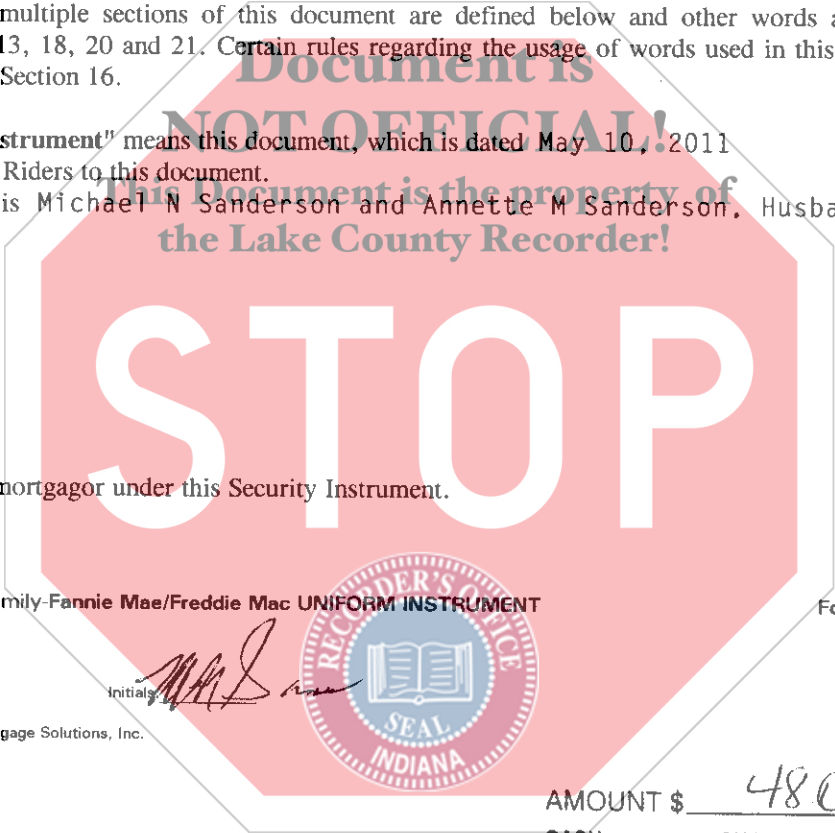 multiple sections of this document are defined below and other words
13, 18, 20 and 21. Certain rules regarding the usage of words used in this
Section 16.
Document is
NOT OFFICIAL!
strument" means this document, which is dated May 10, 2011
Riders to this document.
This Document is the property of
is Michael N Sanderson and Annette M Sanderson, Husba
the Lake County Recorder!
STOP
mortgagor under this Security Instrument.
mily-Fannie Mae/Freddie Mac UNIFORM INSTRUMENT
Fo
RECORDER'S OFFICE
Initials:
SEAL
gage Solutions, Inc.
INDIANA
AMOUNT $ 48